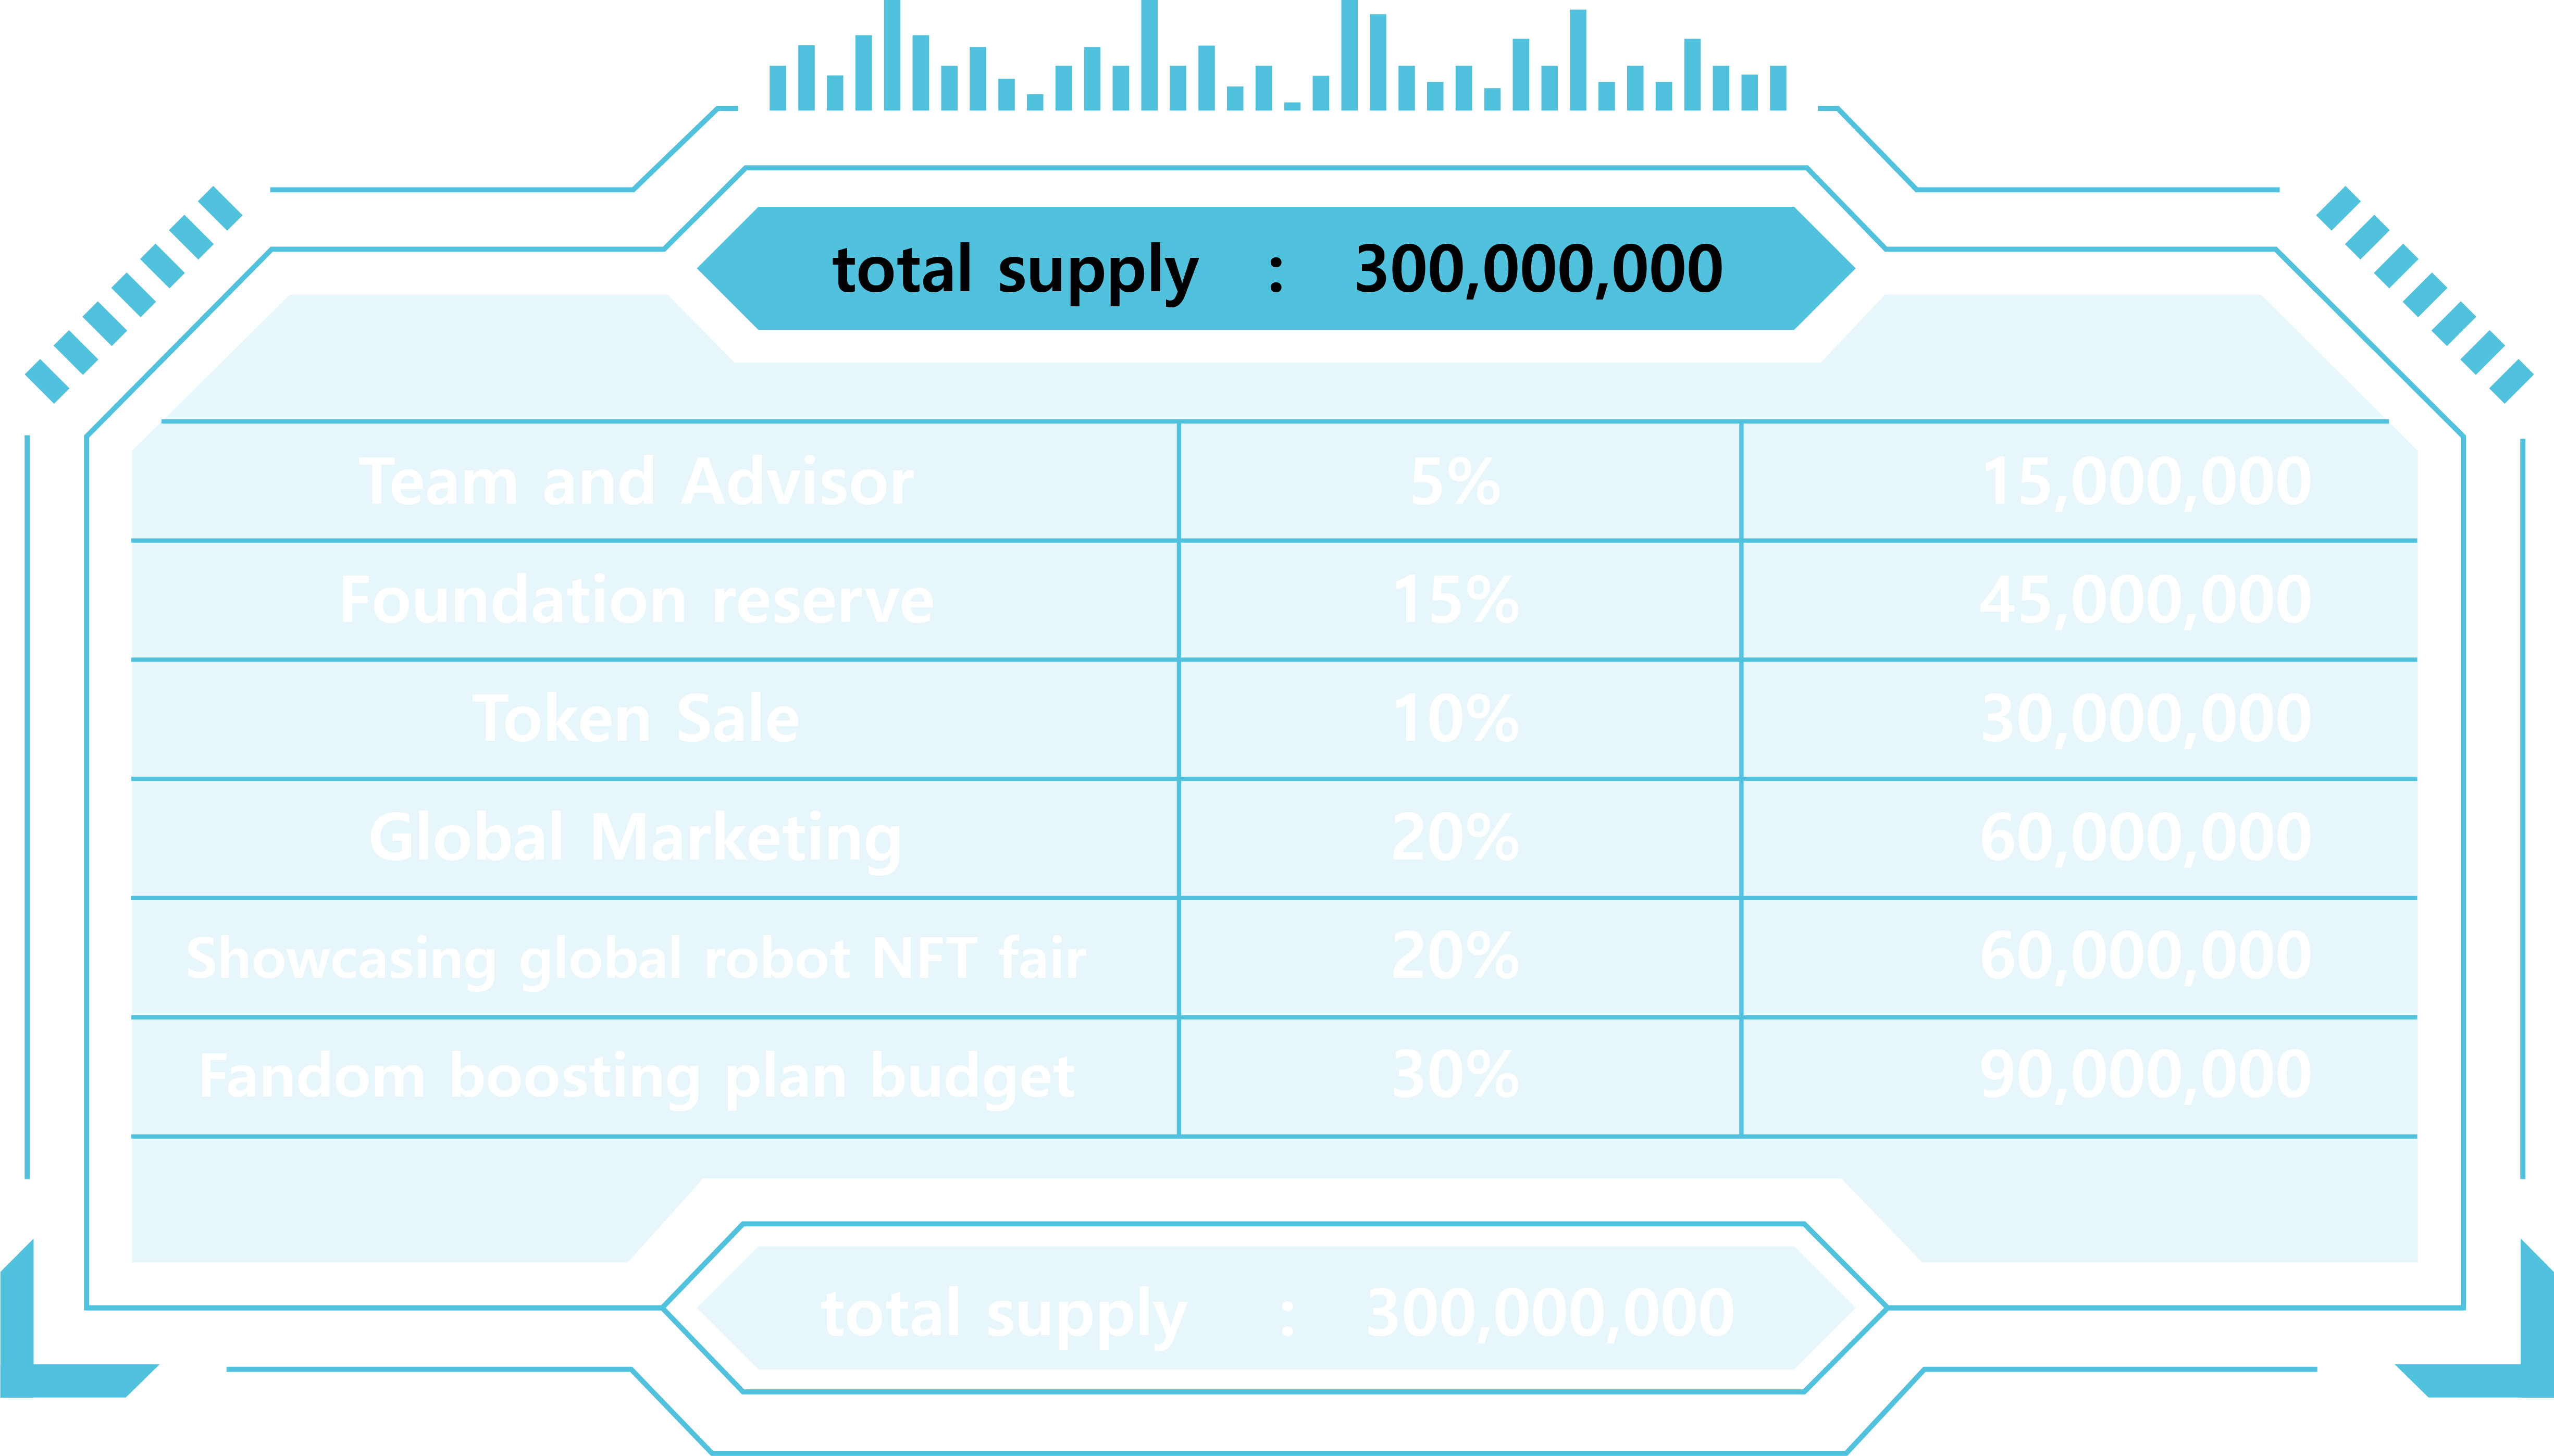 total supply : 300,000,000
Team and Advisor 5% 15,000,000
Foundation reserve 15% 45,000,000
Token Sale 10% 30,000,000
Global Marketing 20% 60,000,000
Showcasing global robot NFT fair 20% 60,000,000
Fandom boosting plan budget 30% 90,000,000
total supply : 300,000,000